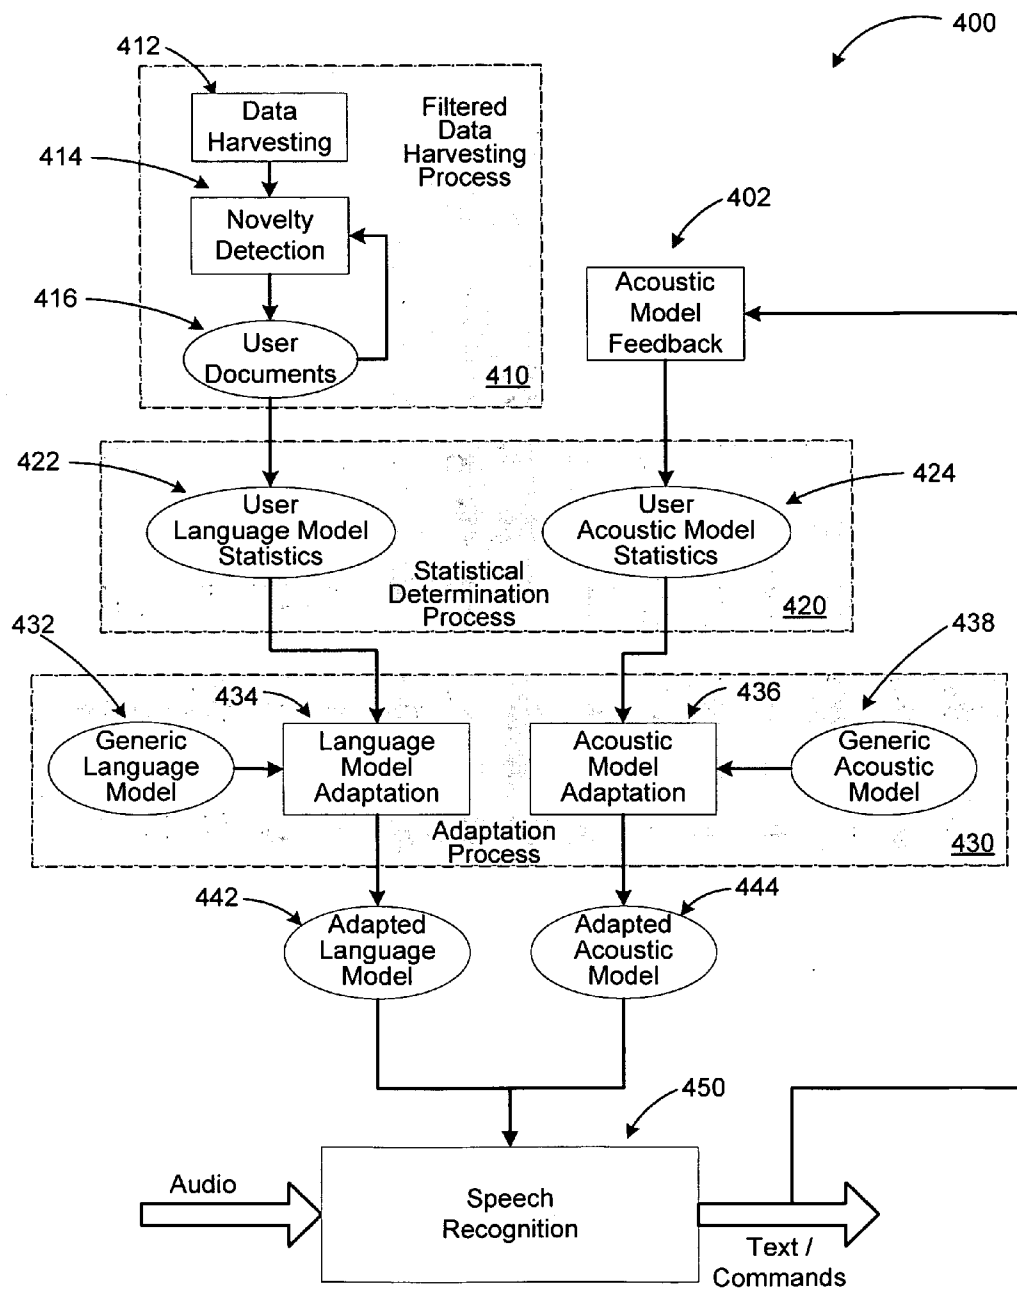 400
412
Data
Harvesting
Filtered
Data
Harvesting
Process
414
Novelty
Detection
402
416
User
Documents
410
Acoustic
Model
Feedback
422
User
Language Model
Statistics
424
User
Acoustic Model
Statistics
Statistical
Determination
Process
420
432
438
434
436
Generic
Language
Model
Language
Model
Adaptation
Acoustic
Model
Adaptation
Generic
Acoustic
Model
Adaptation
Process
430
442
444
Adapted
Language
Model
Adapted
Acoustic
Model
450
Audio
Speech
Recognition
Text /
Commands